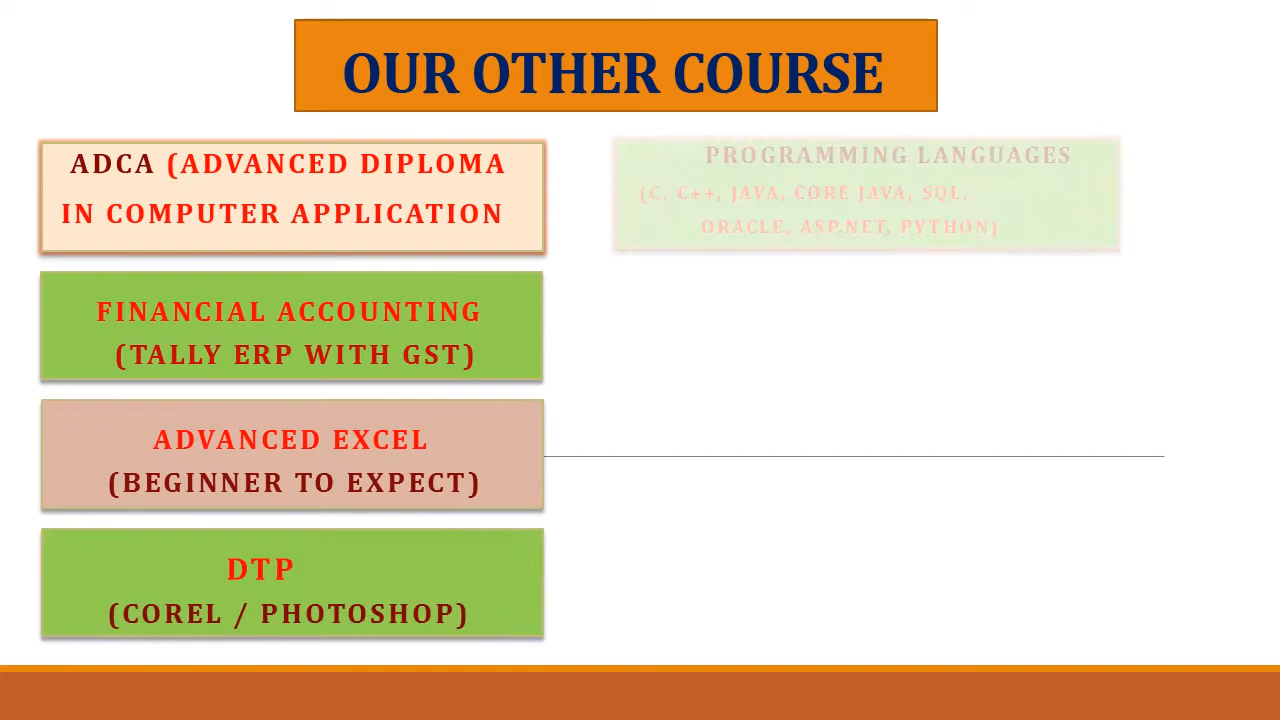 OUR OTHER COURSE
ADCA (ADVANCED DIPLOMA
IN COMPUTER APPLICATION
FINANCIAL ACCOUNTING
(TALLY ERP WITH GST)
ADVANCED EXCEL
(BEGINNER TO EXPECT)
DTP
(COREL / PHOTOSHOP)
PROGRAMMING LANGUAGES
(C, C++, JAVA, CORE JAVA, SQL,
ORACLE, ASP.NET, PYTHON)